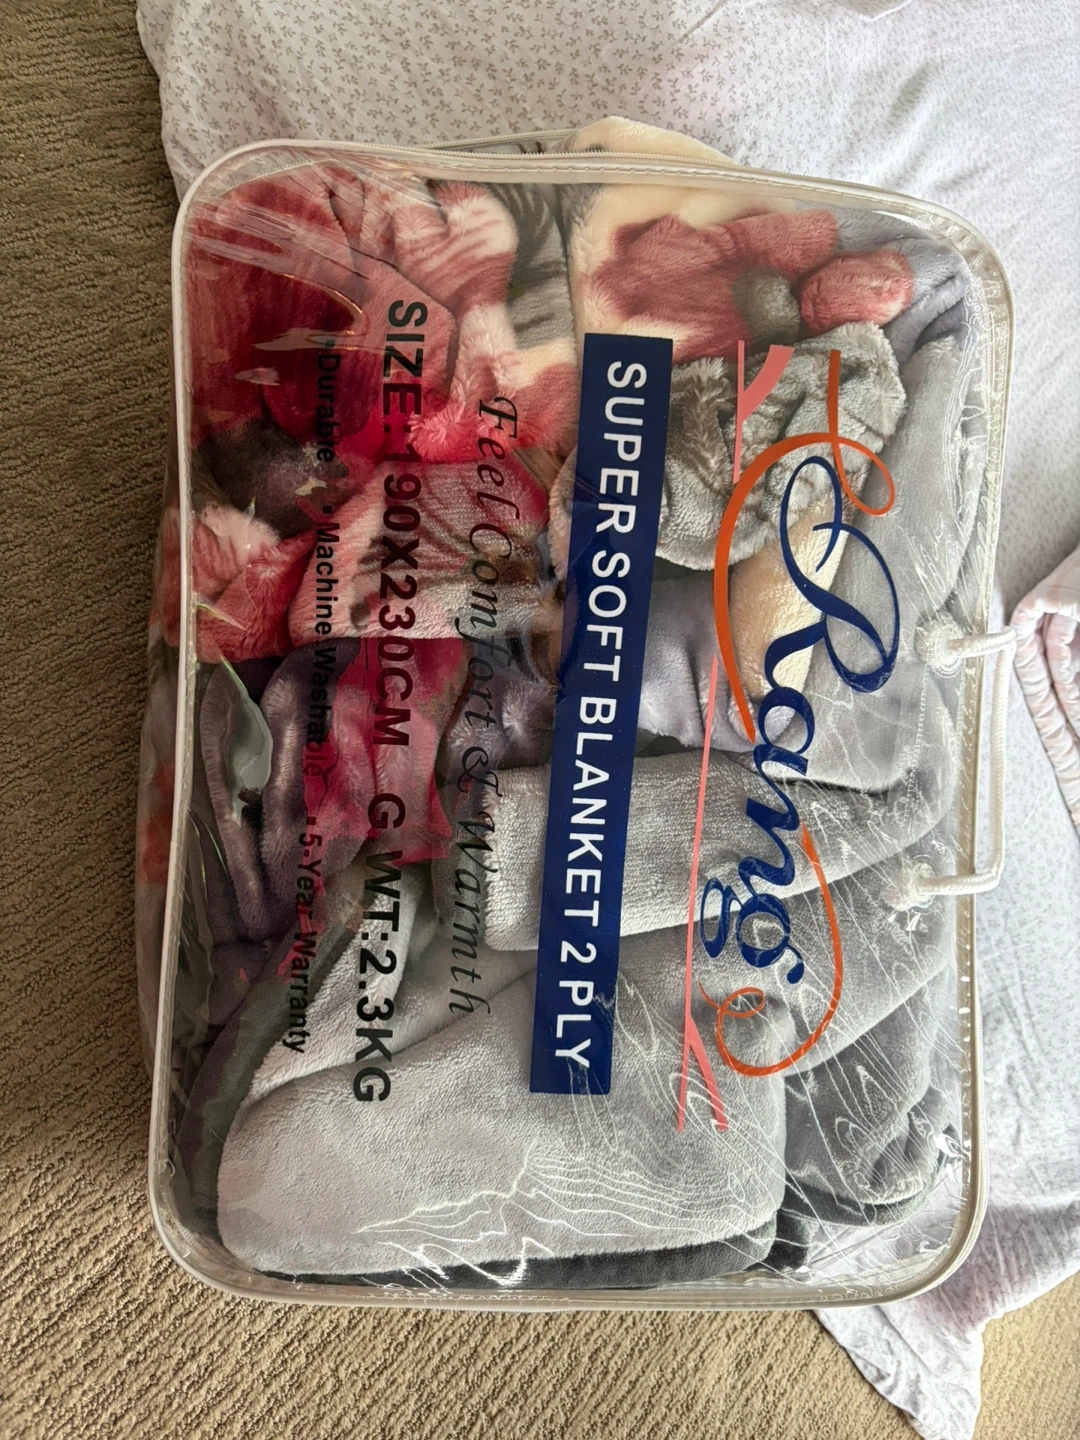 Rango
SUPER SOFT BLANKET 2 PLY
Feel Comfort & Warmth
SIZE:190X230CM G WT:2.3KG
▪Durable ▪Machine Washable ▪5-Year Warranty